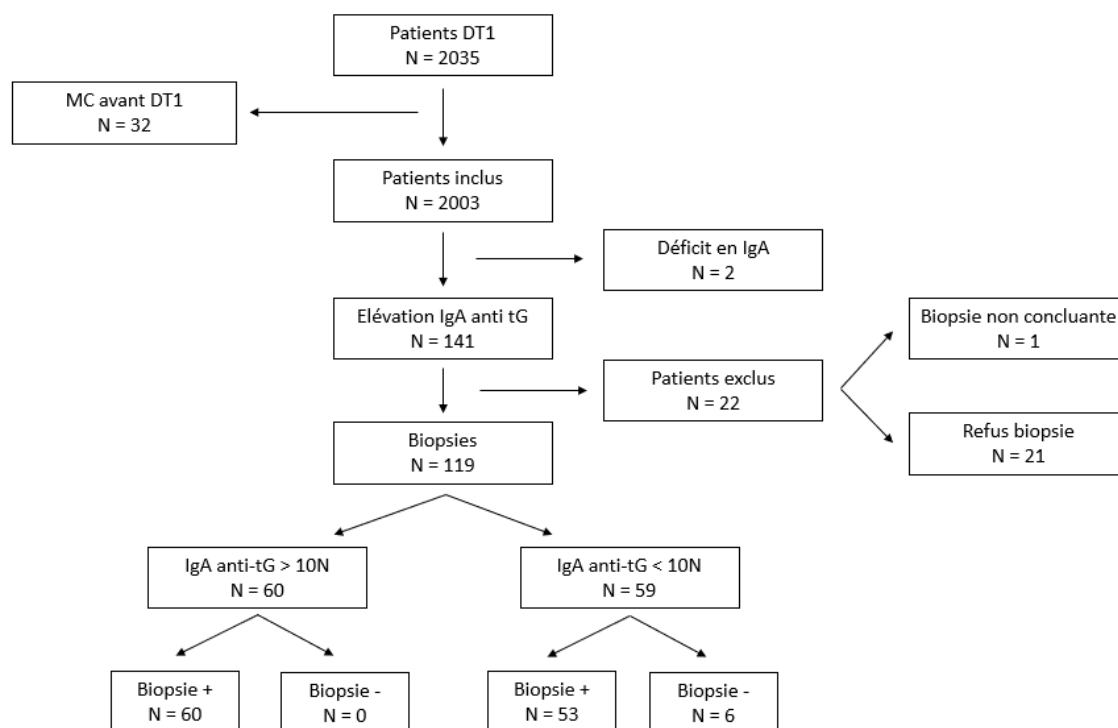 Patients DT1
N = 2035
MC avant DT1
N = 32
Patients inclus
N = 2003
Déficit en IgA
N = 2
Elévation IgA anti tG
N = 141
Biopsie non concluante
N = 1
Patients exclus
N = 22
Refus biopsie
N = 21
Biopsies
N = 119
IgA anti-tG > 10N
N = 60
IgA anti-tG < 10N
N = 59
Biopsie +
N = 60
Biopsie -
N = 0
Biopsie +
N = 53
Biopsie -
N = 6